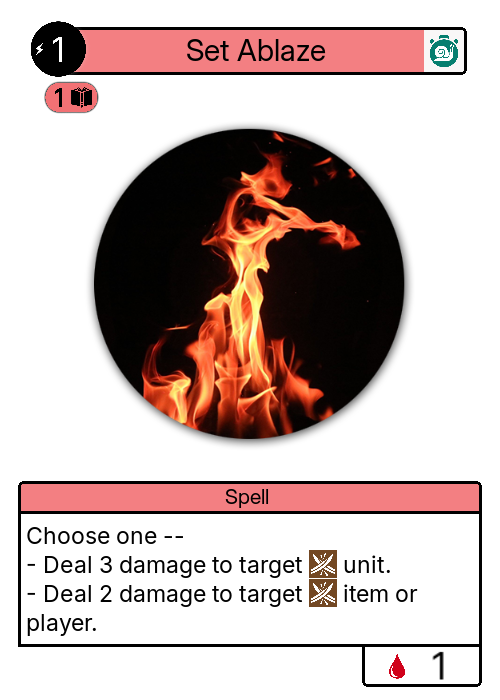 1 Set Ablaze
1
Spell
Choose one --
- Deal 3 damage to target unit.
- Deal 2 damage to target item or
player.
1